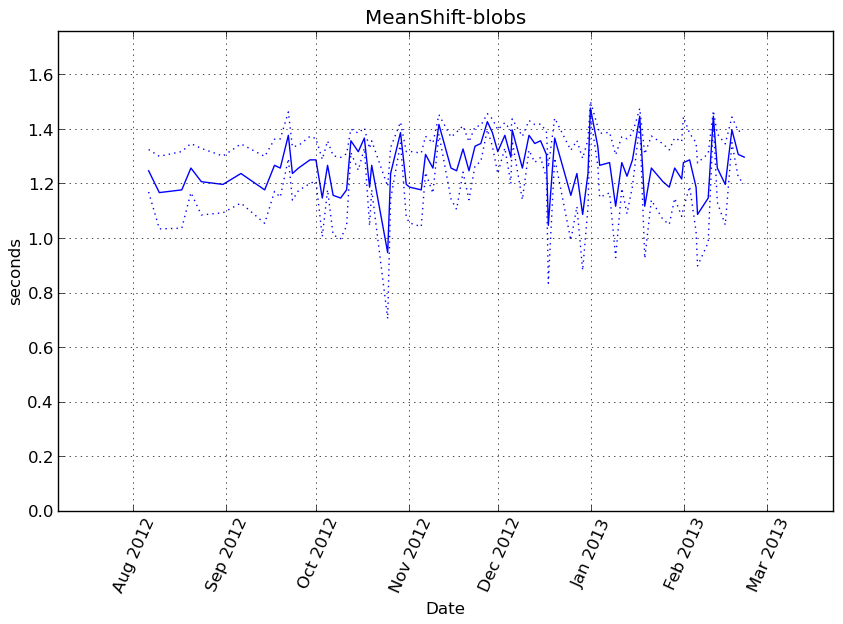 MeanShift-blobs
seconds
1.6
1.4
1.2
1.0
0.8
0.6
0.4
0.2
0.0
Aug 2012
Sep 2012
Oct 2012
Nov 2012
Dec 2012
Jan 2013
Feb 2013
Mar 2013
Date